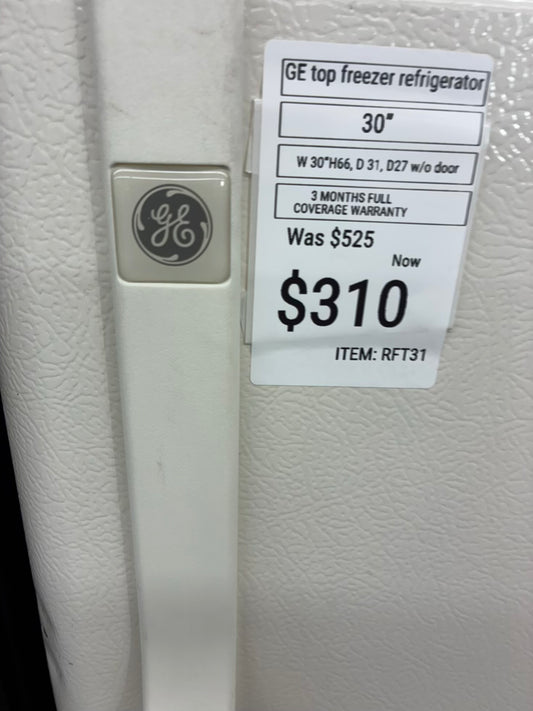 GE
GE top freezer refrigerator
30"
W 30"H66, D 31, D27 w/o door
3 MONTHS FULL
COVERAGE WARRANTY
Was $525
Now
$310
ITEM: RFT31